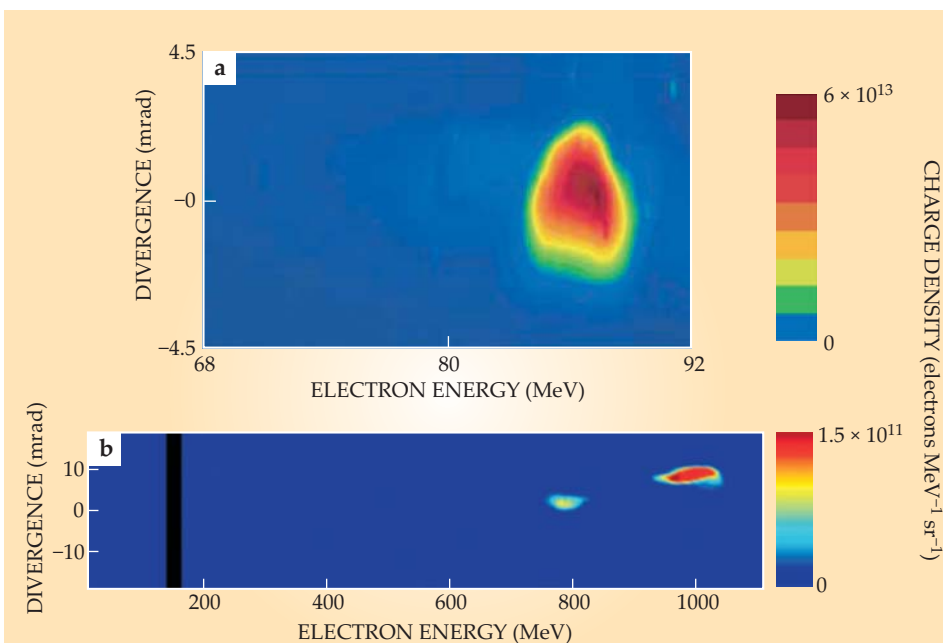 a
4.5
−0
−4.5
DIVERGENCE (mrad)
68
80
92
ELECTRON ENERGY (MeV)
6 × 10¹³
0
CHARGE DENSITY (electrons MeV⁻¹ sr⁻¹)
b
10
0
−10
DIVERGENCE (mrad)
200
400
600
800
1000
ELECTRON ENERGY (MeV)
1.5 × 10¹¹
0